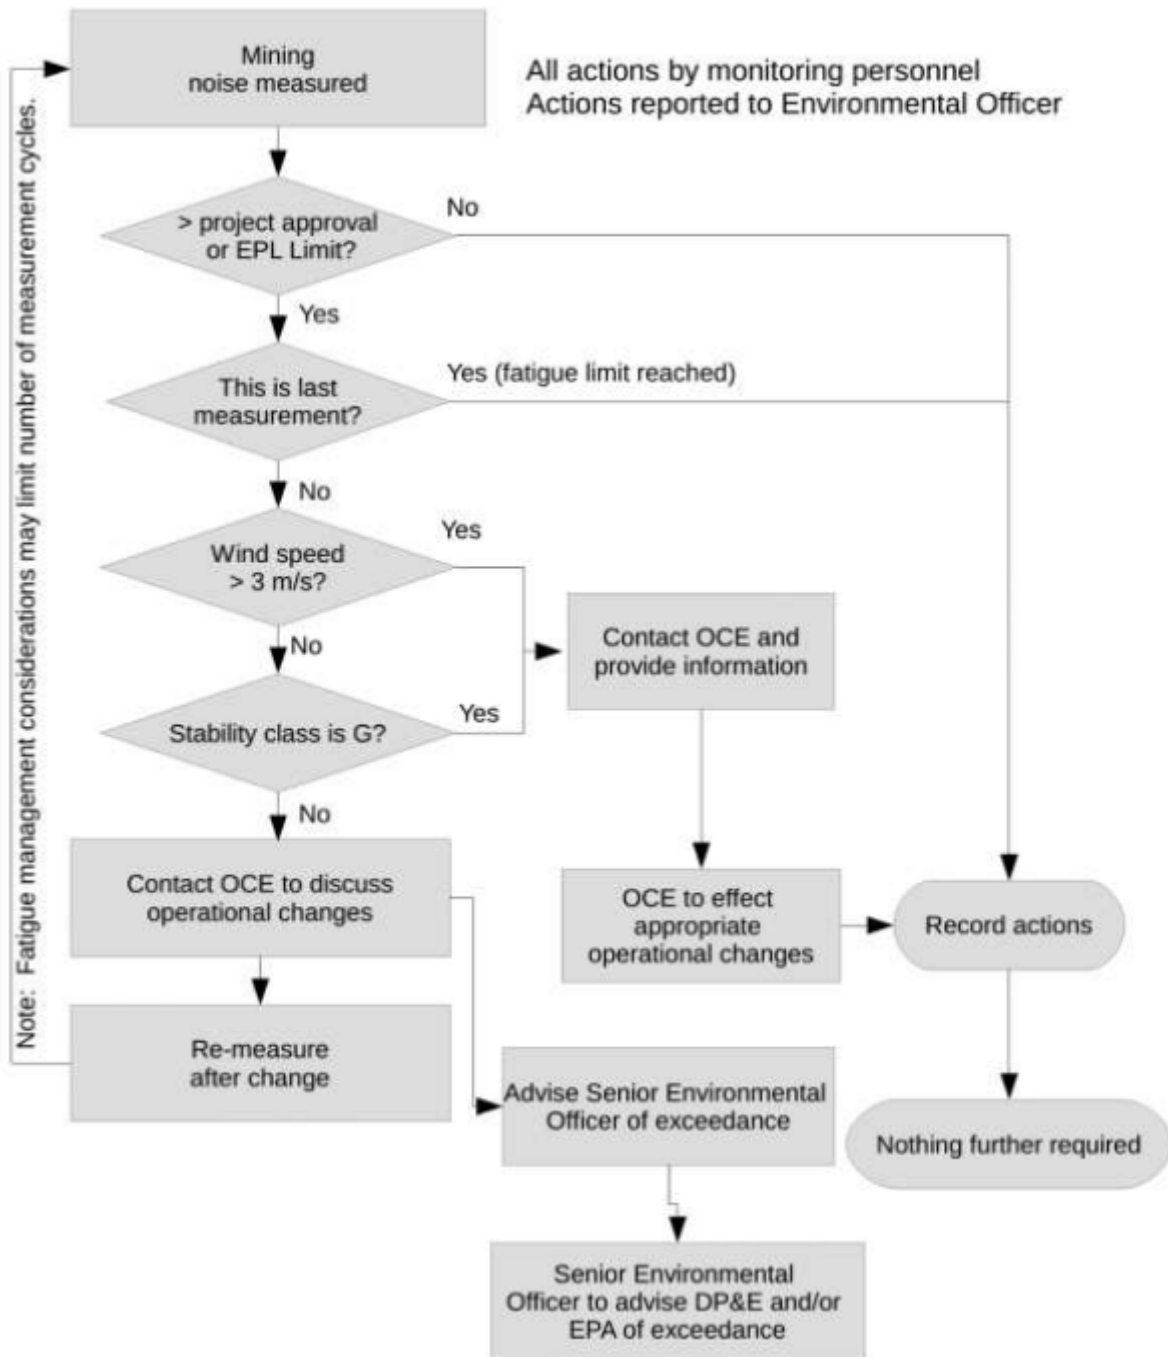 Mining
noise measured
All actions by monitoring personnel
Actions reported to Environmental Officer
Note: Fatigue management considerations may limit number of measurement cycles.
> project approval
or EPL Limit?
No
Yes
This is last
measurement?
Yes (fatigue limit reached)
No
Wind speed
> 3 m/s?
Yes
No
Contact OCE and
provide information
Stability class is G?
Yes
No
Contact OCE to discuss
operational changes
OCE to effect
appropriate
operational changes
Record actions
Re-measure
after change
Advise Senior Environmental
Officer of exceedance
Nothing further required
Senior Environmental
Officer to advise DP&E and/or
EPA of exceedance